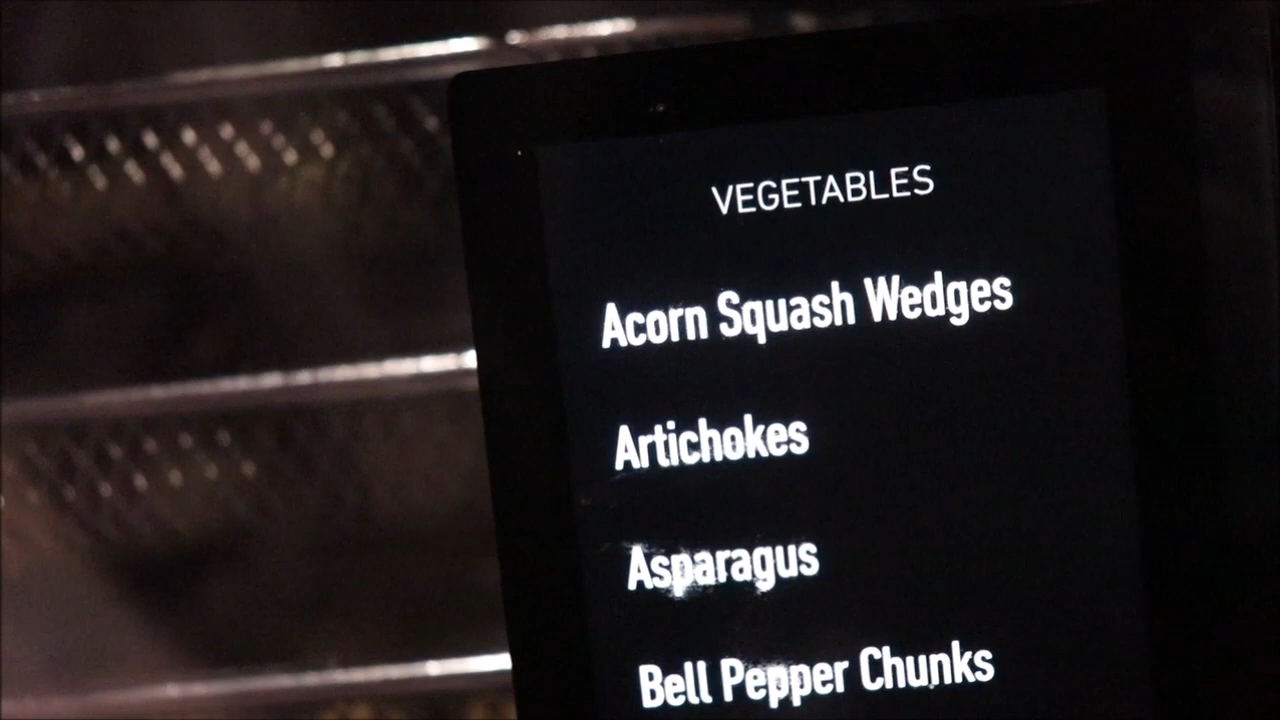 VEGETABLES
Acorn Squash Wedges
Artichokes
Asparagus
Bell Pepper Chunks